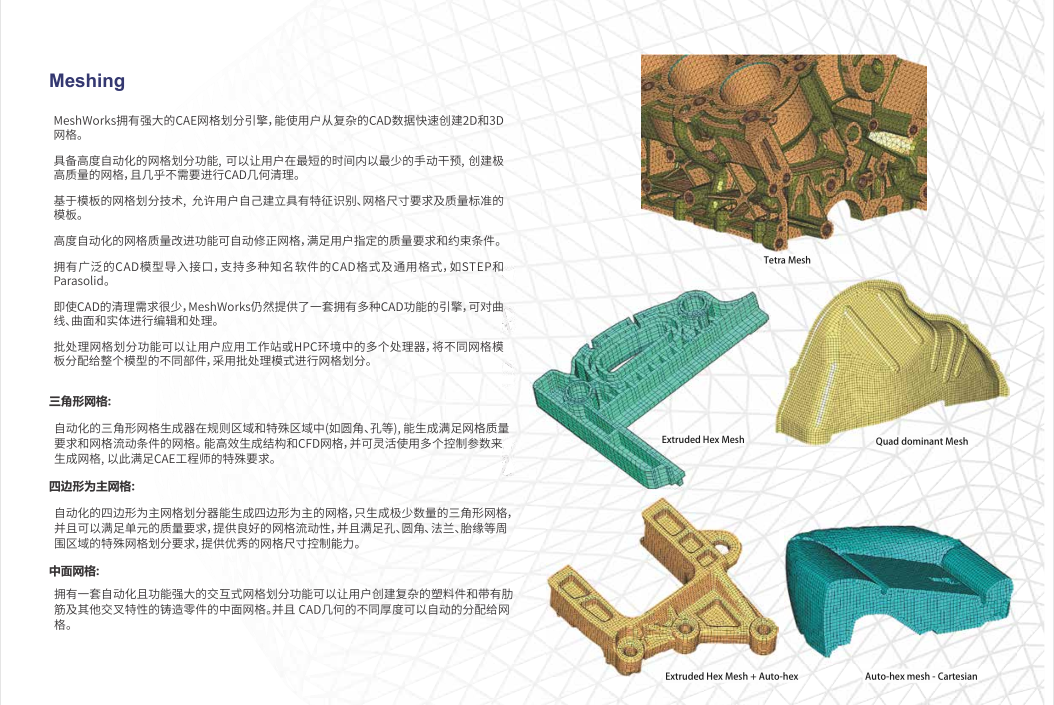 Meshing
MeshWorks拥有强大的CAE网格划分引擎,能使用户从复杂的CAD数据快速创建2D和3D
网格。
具备高度自动化的网格划分功能, 可以让用户在最短的时间内以最少的手动干预, 创建极
高质量的网格,且几乎不需要进行CAD几何清理。
基于模板的网格划分技术, 允许用户自己建立具有特征识别、网格尺寸要求及质量标准的
模板。
高度自动化的网格质量改进功能可自动修正网格,满足用户指定的质量要求和约束条件。
拥有广泛的CAD模型导入接口,支持多种知名软件的CAD格式及通用格式,如STEP和
Parasolid。
即使CAD的清理需求很少,MeshWorks仍然提供了一套拥有多种CAD功能的引擎,可对曲
线、曲面和实体进行编辑和处理。
批处理网格划分功能可以让用户应用工作站或HPC环境中的多个处理器,将不同网格模
板分配给整个模型的不同部件,采用批处理模式进行网格划分。
三角形网格:
自动化的三角形网格生成器在规则区域和特殊区域中(如圆角、孔等), 能生成满足网格质量
要求和网格流动条件的网格。能高效生成结构和CFD网格,并可灵活使用多个控制参数来
生成网格, 以此满足CAE工程师的特殊要求。
四边形为主网格:
自动化的四边形为主网格划分器能生成四边形为主的网格,只生成极少数量的三角形网格,
并且可以满足单元的质量要求,提供良好的网格流动性,并且满足孔、圆角、法兰、胎缘等周
围区域的特殊网格划分要求,提供优秀的网格尺寸控制能力。
中面网格:
拥有一套自动化且功能强大的交互式网格划分功能可以让用户创建复杂的塑料件和带有肋
筋及其他交叉特性的铸造零件的中面网格。并且 CAD几何的不同厚度可以自动的分配给网
格。
Tetra Mesh
Extruded Hex Mesh
Quad dominant Mesh
Extruded Hex Mesh + Auto-hex
Auto-hex mesh - Cartesian